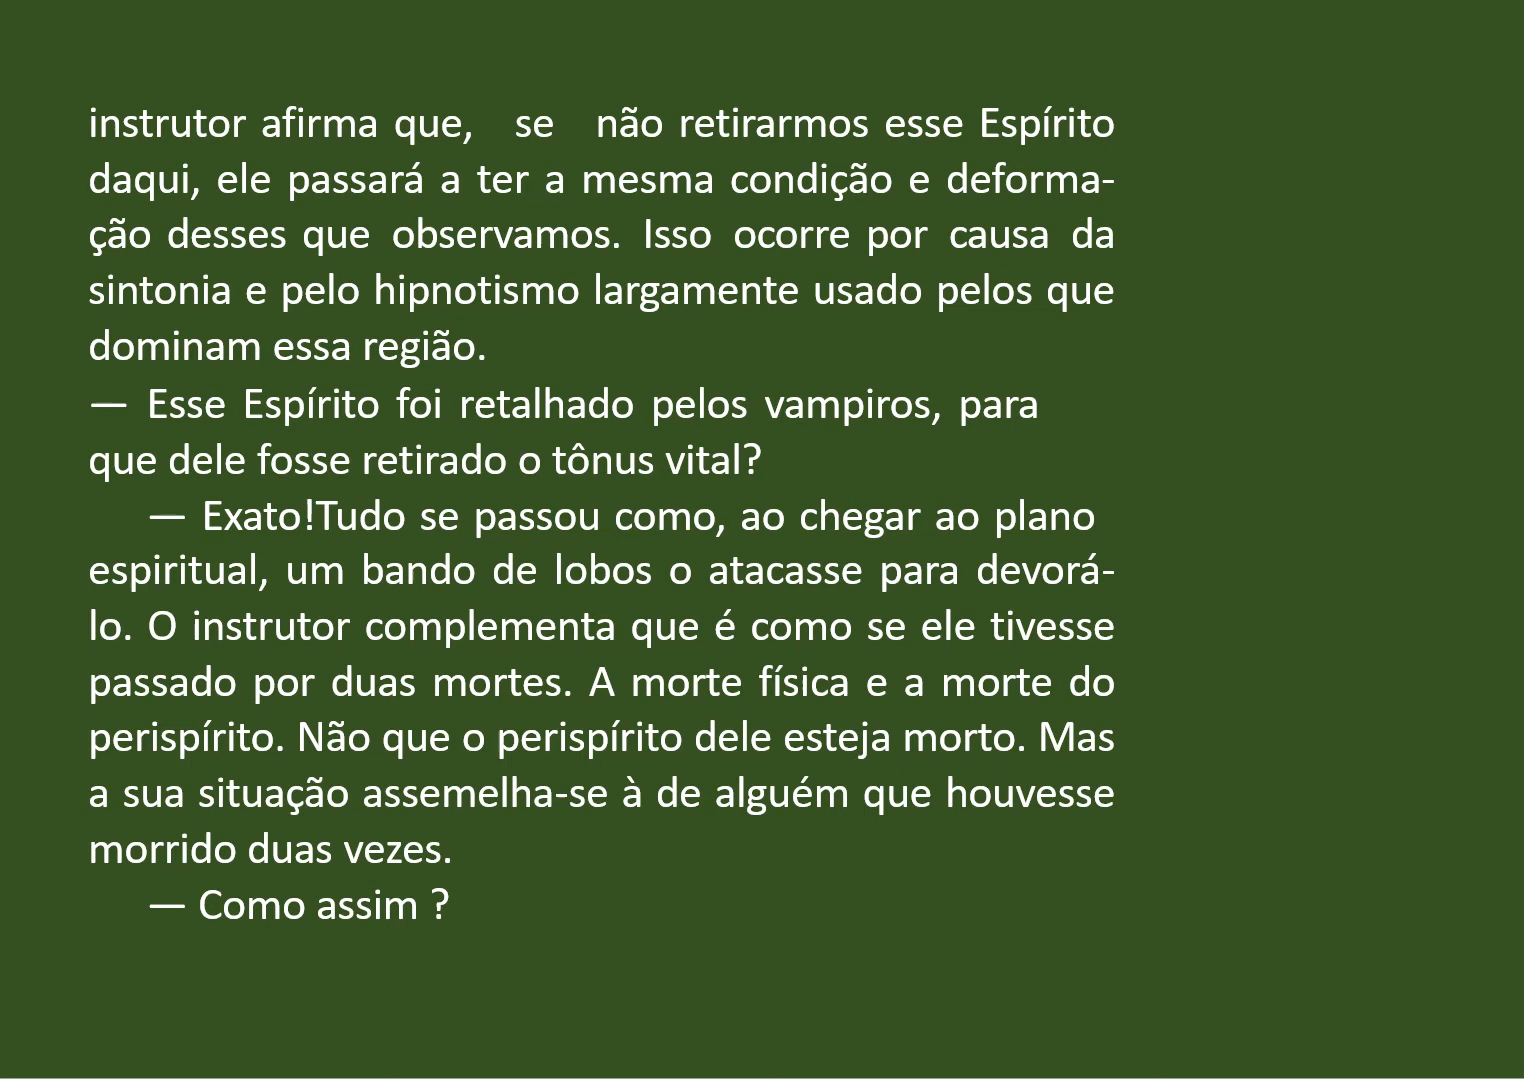 instrutor afirma que, se não retirarmos esse Espírito
daqui, ele passará a ter a mesma condição e deforma-
ção desses que observamos. Isso ocorre por causa da
sintonia e pelo hipnotismo largamente usado pelos que
dominam essa região.
— Esse Espírito foi retalhado pelos vampiros, para
que dele fosse retirado o tônus vital?
— Exato!Tudo se passou como, ao chegar ao plano
espiritual, um bando de lobos o atacasse para devorá-
lo. O instrutor complementa que é como se ele tivesse
passado por duas mortes. A morte física e a morte do
perispírito. Não que o perispírito dele esteja morto. Mas
a sua situação assemelha-se à de alguém que houvesse
morrido duas vezes.
— Como assim ?